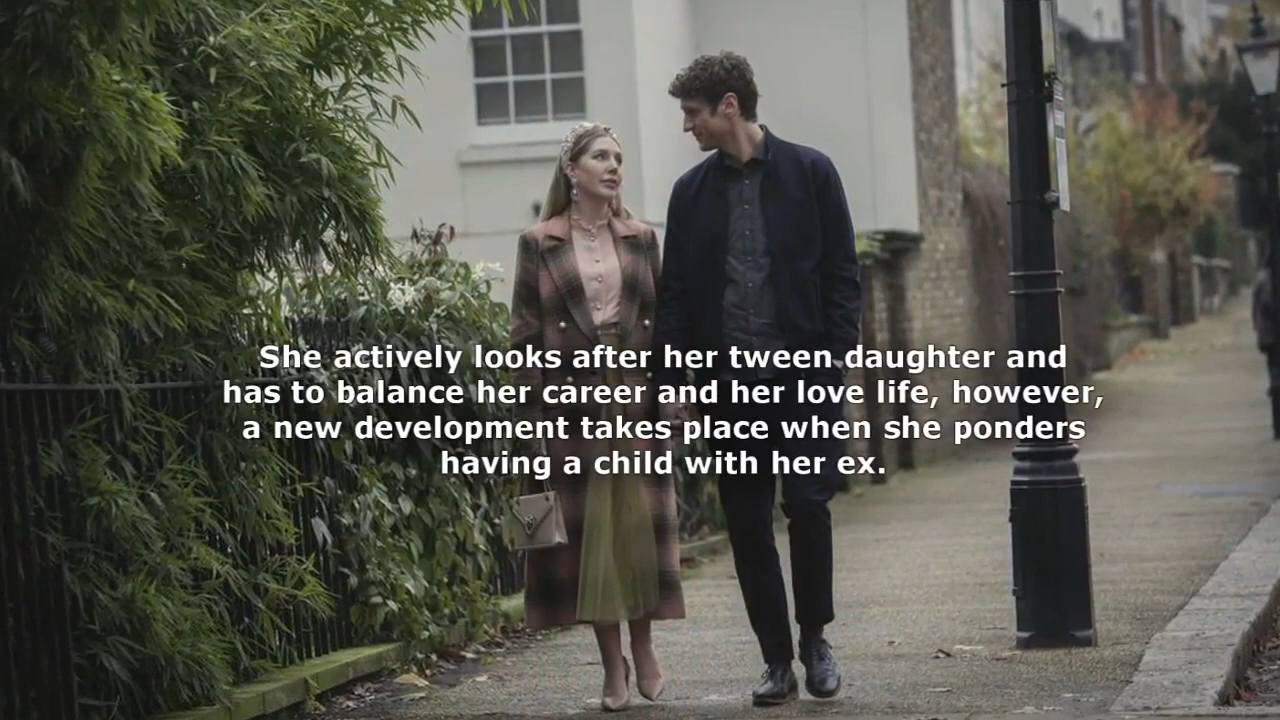 She actively looks after her tween daughter and
has to balance her career and her love life, however,
a new development takes place when she ponders
having a child with her ex.